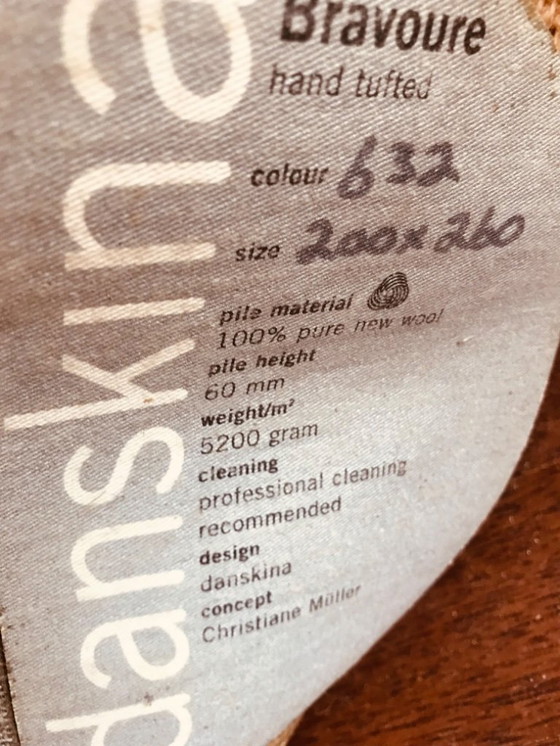 danskina
Bravoure
hand tufted
colour 632
size 200x260
pile material
100% pure new wool
pile height
60 mm
weight/m²
5200 gram
cleaning
professional cleaning
recommended
design
danskina
concept
Christiane Müller